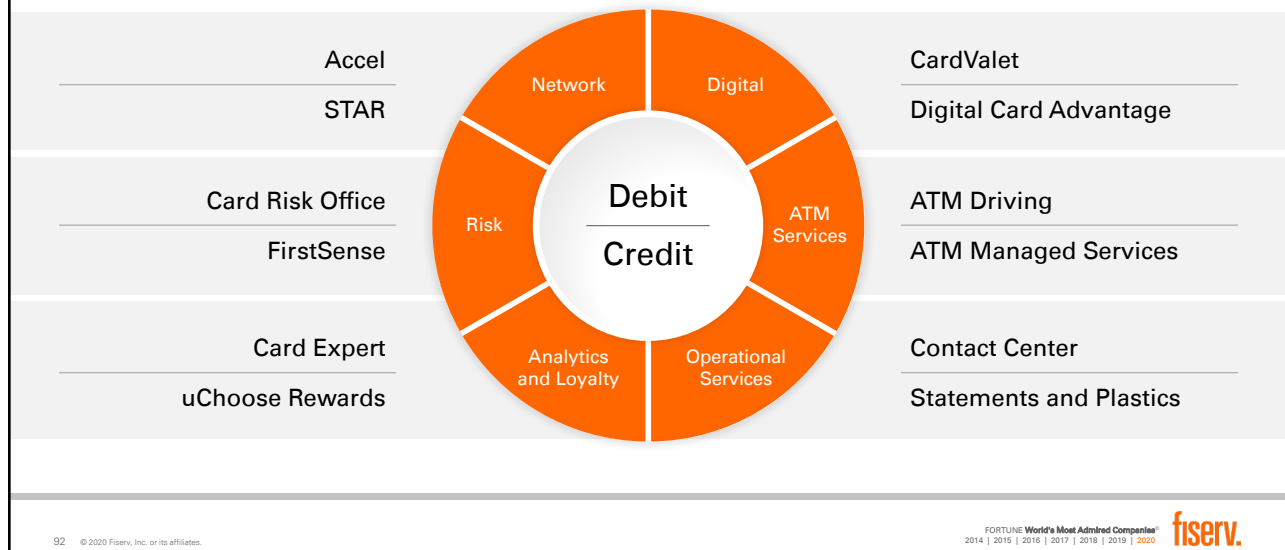 Accel
STAR
Network
Digital
CardValet
Digital Card Advantage
Card Risk Office
FirstSense
Risk
Debit
Credit
ATM
Services
ATM Driving
ATM Managed Services
Card Expert
uChoose Rewards
Analytics
and Loyalty
Operational
Services
Contact Center
Statements and Plastics
92 © 2020 Fiserv, Inc. or its affiliates.
FORTUNE World's Most Admired Companies®
2014 | 2015 | 2016 | 2017 | 2018 | 2019 | 2020
fiserv.